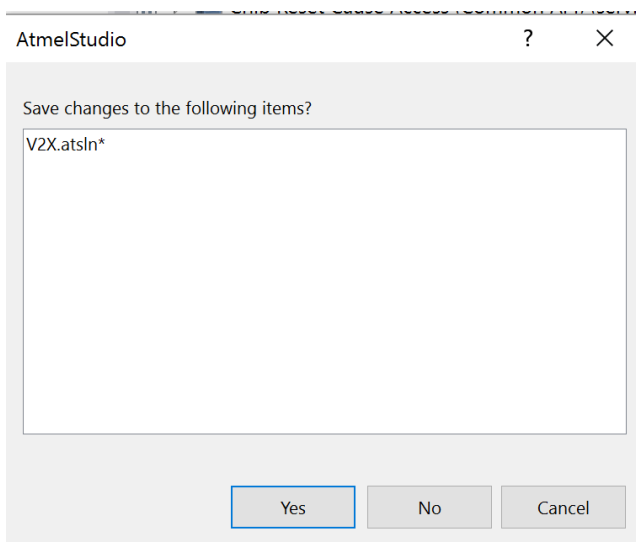 AtmelStudio
?
Save changes to the following items?
V2X.atsln*
Yes
No
Cancel